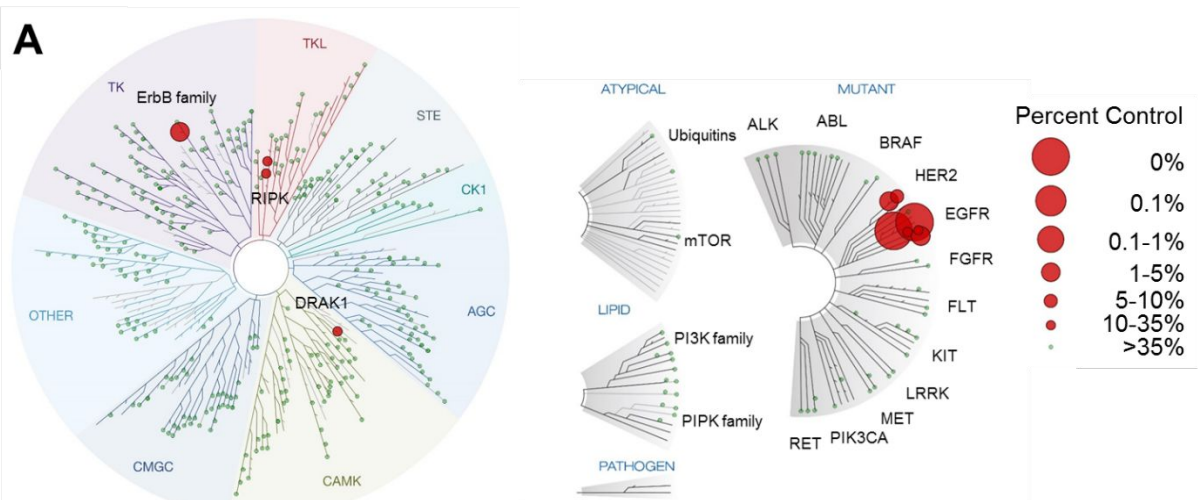 A
TKL
TK
ErbB family
STE
CK1
RIPK
DRAK1
AGC
OTHER
CMGC
CAMK
ATYPICAL
Ubiquitins
mTOR
LIPID
PI3K family
PIPK family
PATHOGEN
MUTANT
ALK
ABL
BRAF
HER2
EGFR
FGFR
FLT
KIT
LRRK
MET
PIK3CA
RET
Percent Control
0%
0.1%
0.1-1%
1-5%
5-10%
10-35%
>35%